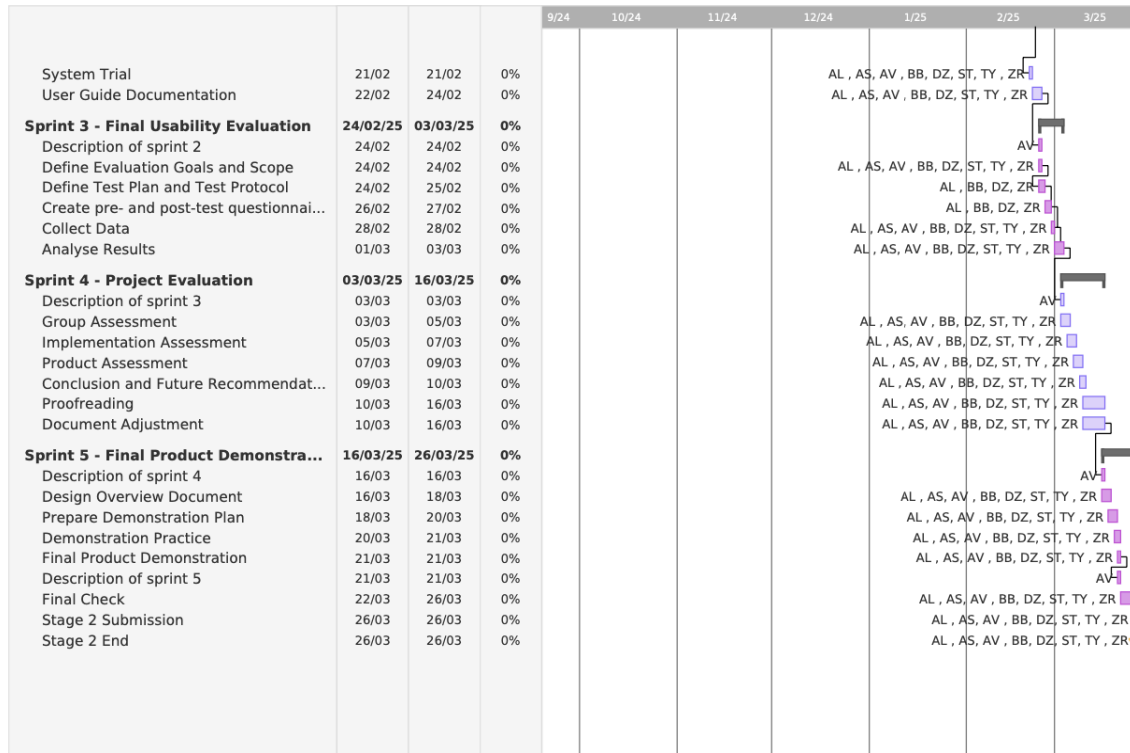 9/24 10/24 11/24 12/24 1/25 2/25 3/25
System Trial 21/02 21/02 0% AL , AS, AV , BB, DZ, ST, TY , ZR
User Guide Documentation 22/02 24/02 0% AL , AS, AV , BB, DZ, ST, TY , ZR
Sprint 3 - Final Usability Evaluation 24/02/25 03/03/25 0%
Description of sprint 2 24/02 24/02 0% AV
Define Evaluation Goals and Scope 24/02 24/02 0% AL , AS, AV , BB, DZ, ST, TY , ZR
Define Test Plan and Test Protocol 24/02 25/02 0% AL , BB, DZ, ZR
Create pre- and post-test questionnai... 26/02 27/02 0% AL , BB, DZ, ZR
Collect Data 28/02 28/02 0% AL , AS, AV , BB, DZ, ST, TY , ZR
Analyse Results 01/03 03/03 0% AL , AS, AV , BB, DZ, ST, TY , ZR
Sprint 4 - Project Evaluation 03/03/25 16/03/25 0%
Description of sprint 3 03/03 03/03 0% AV
Group Assessment 03/03 05/03 0% AL , AS, AV , BB, DZ, ST, TY , ZR
Implementation Assessment 05/03 07/03 0% AL , AS, AV , BB, DZ, ST, TY , ZR
Product Assessment 07/03 09/03 0% AL , AS, AV , BB, DZ, ST, TY , ZR
Conclusion and Future Recommendat... 09/03 10/03 0% AL , AS, AV , BB, DZ, ST, TY , ZR
Proofreading 10/03 16/03 0% AL , AS, AV , BB, DZ, ST, TY , ZR
Document Adjustment 10/03 16/03 0% AL , AS, AV , BB, DZ, ST, TY , ZR
Sprint 5 - Final Product Demonstra... 16/03/25 26/03/25 0%
Description of sprint 4 16/03 16/03 0% AV
Design Overview Document 16/03 18/03 0% AL , AS, AV , BB, DZ, ST, TY , ZR
Prepare Demonstration Plan 18/03 20/03 0% AL , AS, AV , BB, DZ, ST, TY , ZR
Demonstration Practice 20/03 21/03 0% AL , AS, AV , BB, DZ, ST, TY , ZR
Final Product Demonstration 21/03 21/03 0% AL , AS, AV , BB, DZ, ST, TY , ZR
Description of sprint 5 21/03 21/03 0% AV
Final Check 22/03 26/03 0% AL , AS, AV , BB, DZ, ST, TY , ZR
Stage 2 Submission 26/03 26/03 0% AL , AS, AV , BB, DZ, ST, TY , ZR
Stage 2 End 26/03 26/03 0% AL , AS, AV , BB, DZ, ST, TY , ZR